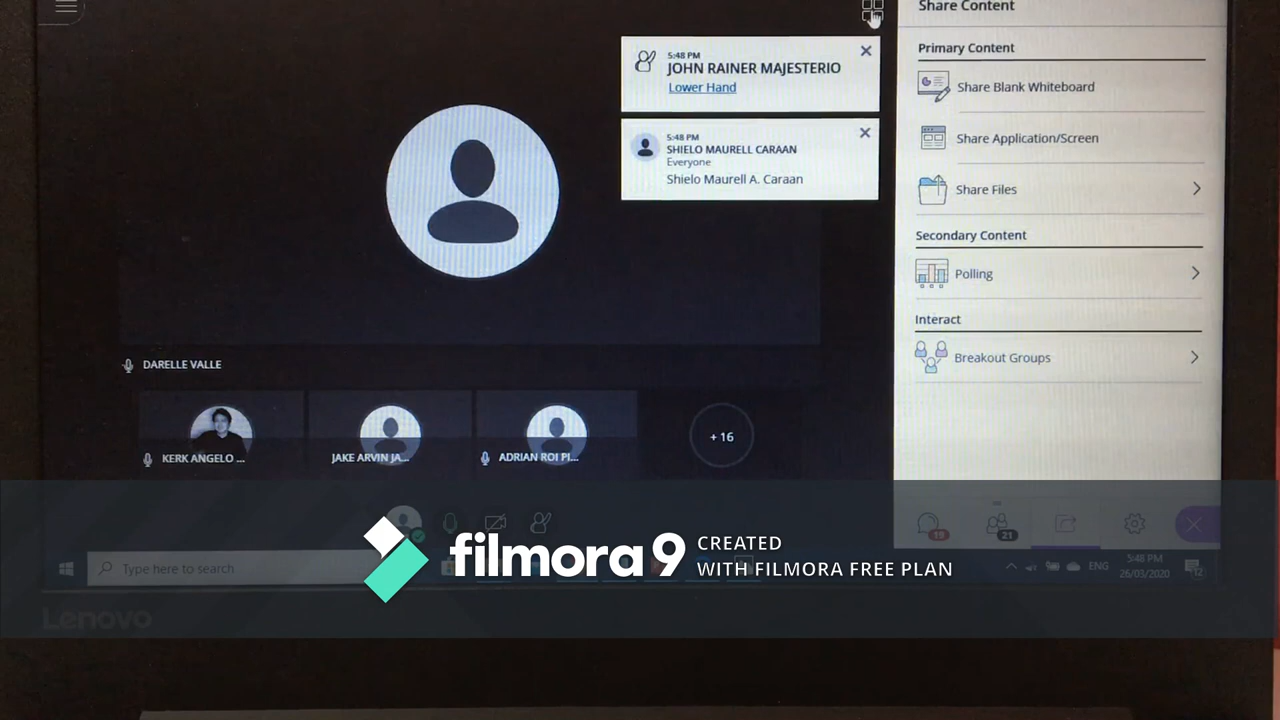 Share Content
5:48 PM
JOHN RAINER MAJESTERIO
Lower Hand
5:48 PM
SHIELO MAURELL CARAAN
Everyone
Shielo Maurell A. Caraan
Primary Content
Share Blank Whiteboard
Share Application/Screen
Share Files
Secondary Content
Polling
Interact
Breakout Groups
DARELLE VALLE
KERK ANGELO ...
JAKE ARVIN JA...
ADRIAN ROI PI...
+ 16
19
21
filmora9 CREATED
WITH FILMORA FREE PLAN
Type here to search
ENG
5:48 PM
26/03/2020
12
Lenovo